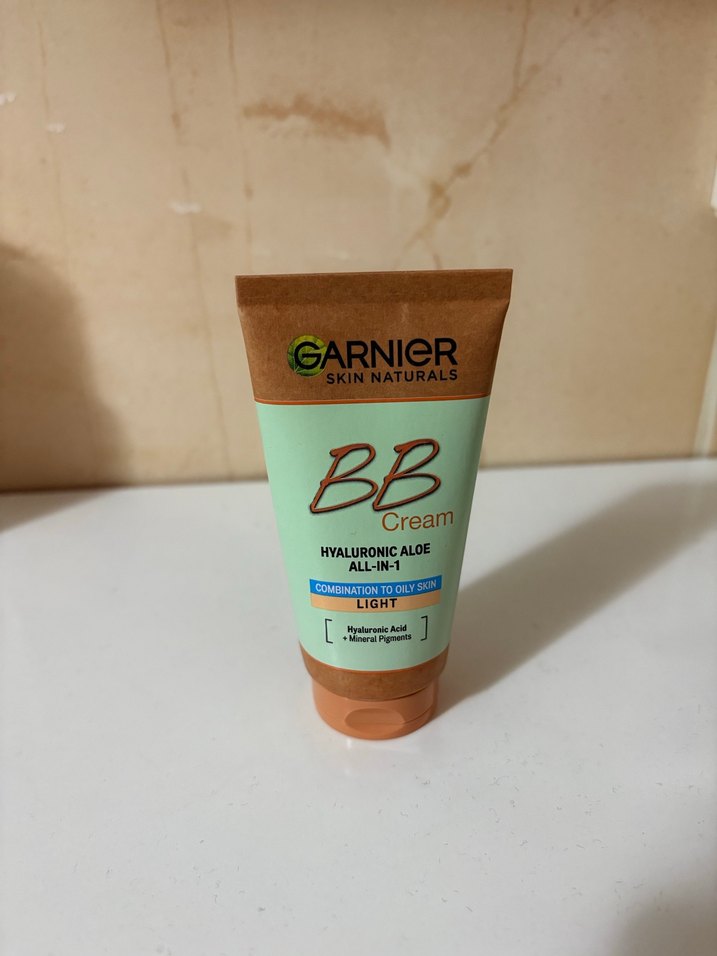 GARNIER
SKIN NATURALS
BB
Cream
HYALURONIC ALOE
ALL-IN-1
COMBINATION TO OILY SKIN
LIGHT
Hyaluronic Acid
+ Mineral Pigments